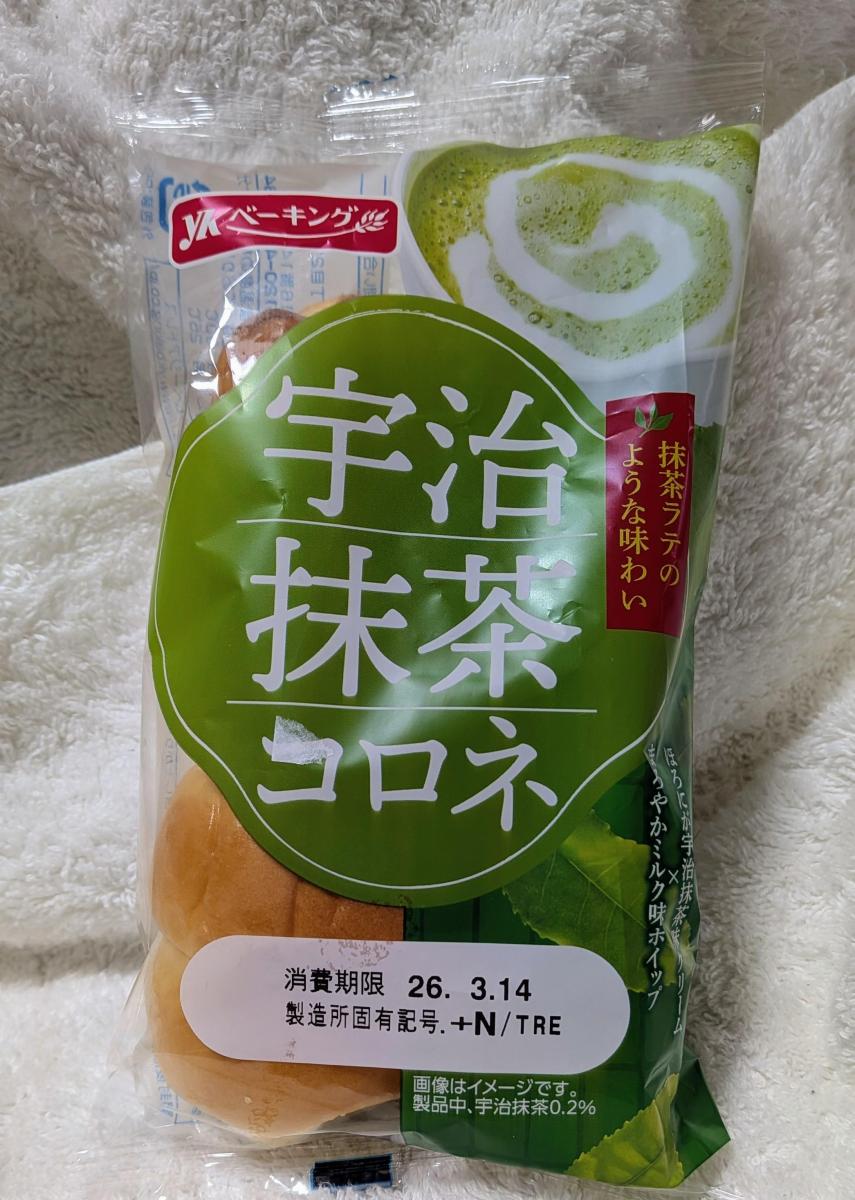 YKベーキング
宇治
抹茶
コロネ
抹茶ラテの
ような味わい
ほろにが宇治抹茶味クリーム
×
まろやかミルク味ホイップ
消費期限 26. 3.14
製造所固有記号.+N/TRE
画像はイメージです。
製品中、宇治抹茶0.2%